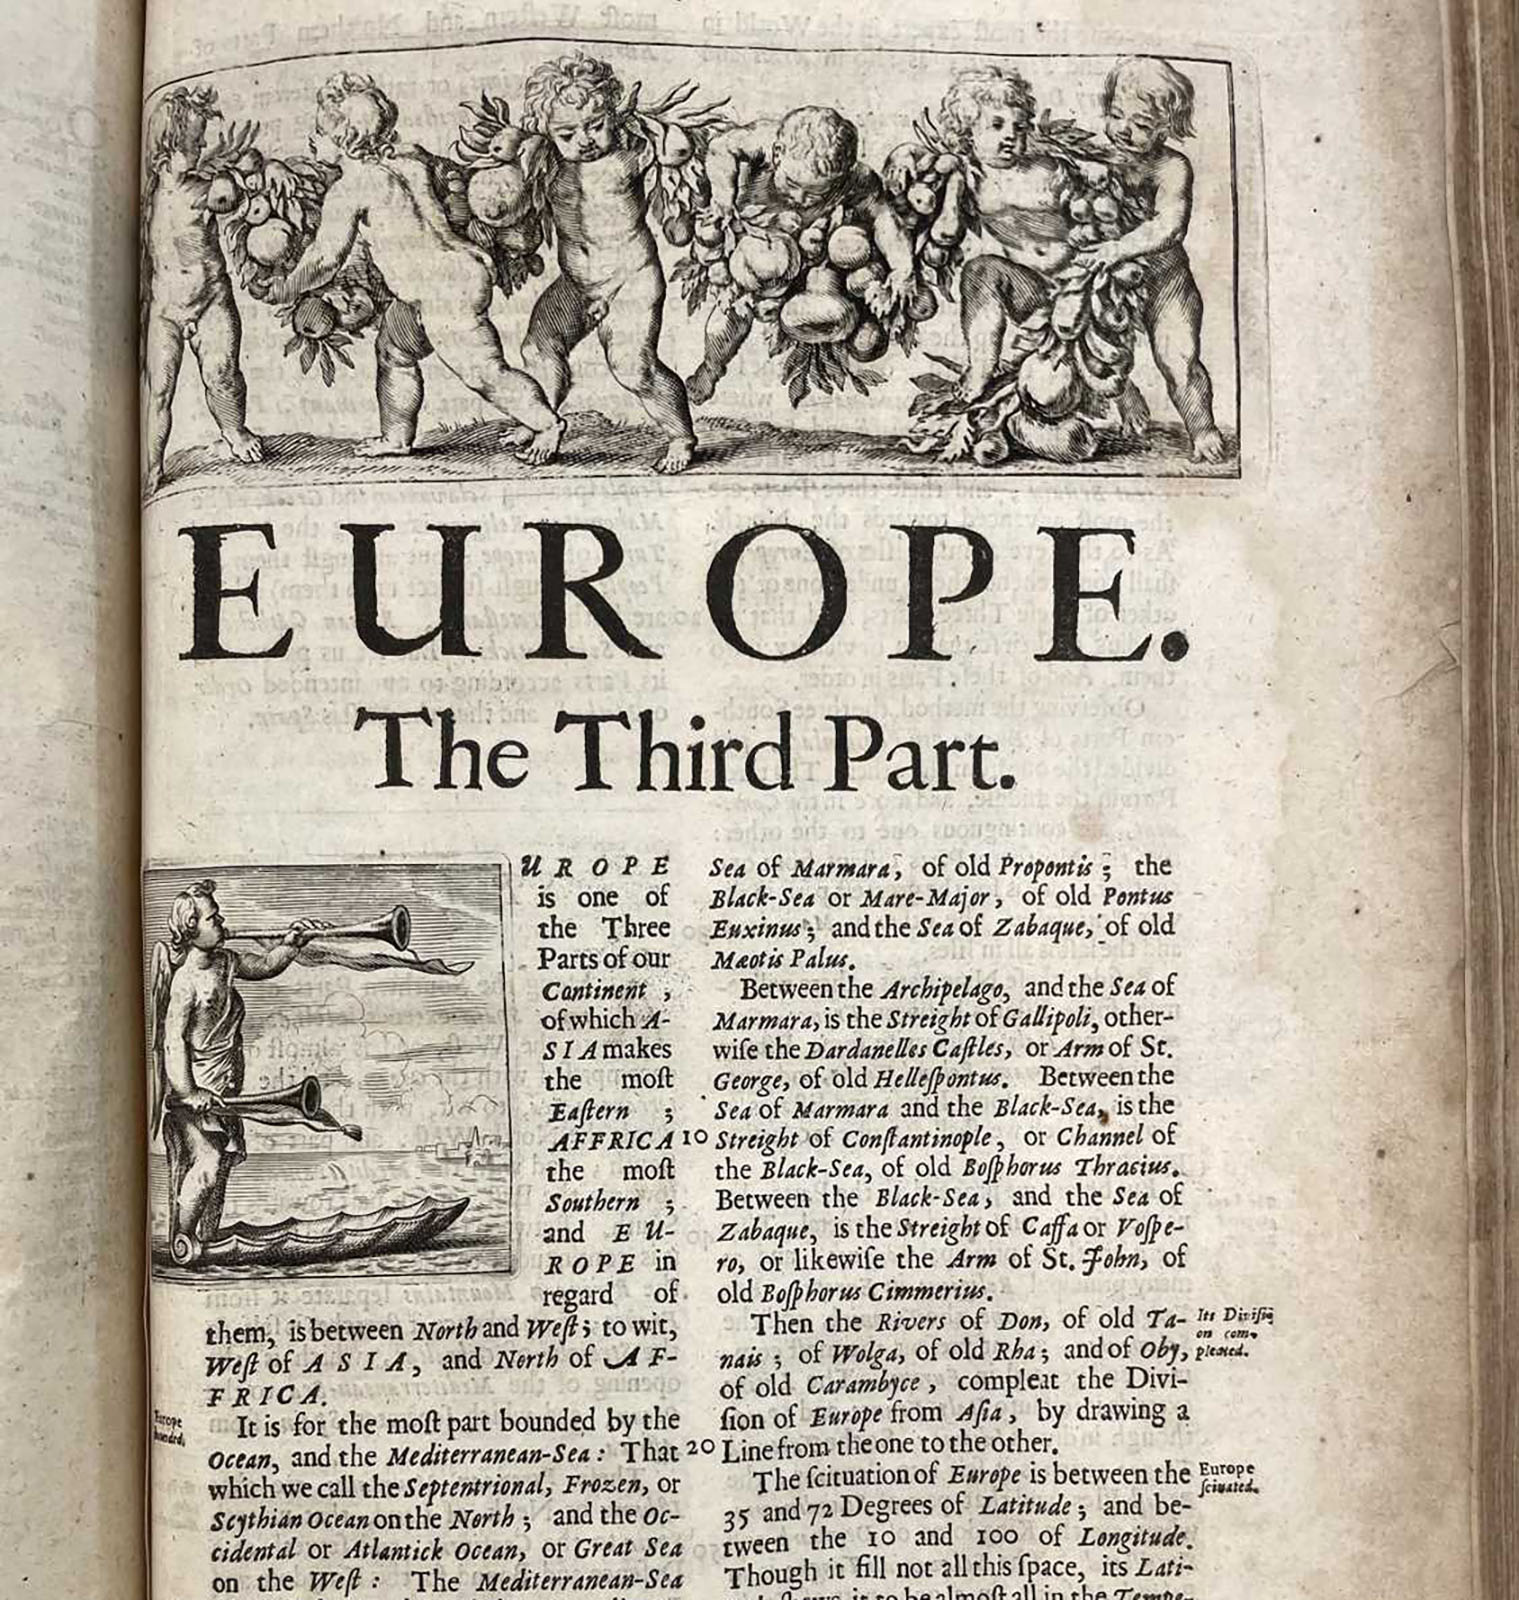 EUROPE.
The Third Part.
UROPE
is one of
the Three
Parts of our
Continent ,
of which A-
SIA makes
the moſt
Eaſtern ;
AFFRICA
the moſt
Southern ;
and EU-
ROPE in
regard of
them, is between North and Weſt; to wit,
Weſt of ASIA, and North of AF-
FRICA.
Europe
bounded.
It is for the moſt part bounded by the
Ocean, and the Mediterranean-Sea: That
which we call the Septentrional, Frozen, or
Scythian Ocean on the North ; and the Oc-
cidental or Atlantick Ocean, or Great Sea
on the Weſt : The Mediterranean-Sea
Sea of Marmara, of old Propontis ; the
Black-Sea or Mare-Major, of old Pontus
Euxinus; and the Sea of Zabaque, of old
Mæotis Palus.
Between the Archipelago, and the Sea of
Marmara, is the Streight of Gallipoli, other-
wiſe the Dardanelles Caſtles, or Arm of St.
George, of old Helleſpontus. Between the
Sea of Marmara and the Black-Sea, is the
10 Streight of Conſtantinople, or Channel of
the Black-Sea, of old Boſphorus Thracius.
Between the Black-Sea, and the Sea of
Zabaque, is the Streight of Caffa or Voſpe-
ro, or likewiſe the Arm of St. John, of
old Boſphorus Cimmerius.
Then the Rivers of Don, of old Ta-
nais ; of Wolga, of old Rha; and of Oby,
of old Carambyce , compleat the Divi-
ſion of Europe from Aſia , by drawing a
20 Line from the one to the other.
Its Diviſi-
on com-
pleated.
The ſcituation of Europe is between the
35 and 72 Degrees of Latitude ; and be-
tween the 10 and 100 of Longitude.
Though it fill not all this ſpace, its Lati-
it to be almoſt all in the Tempe-
Europe
ſcituated.